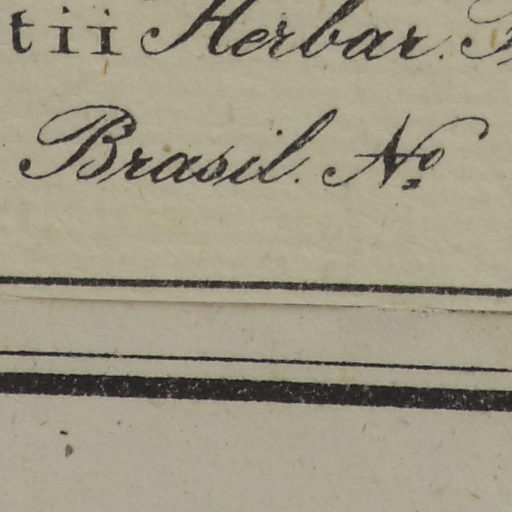 tii Herbar.
Brasil. No